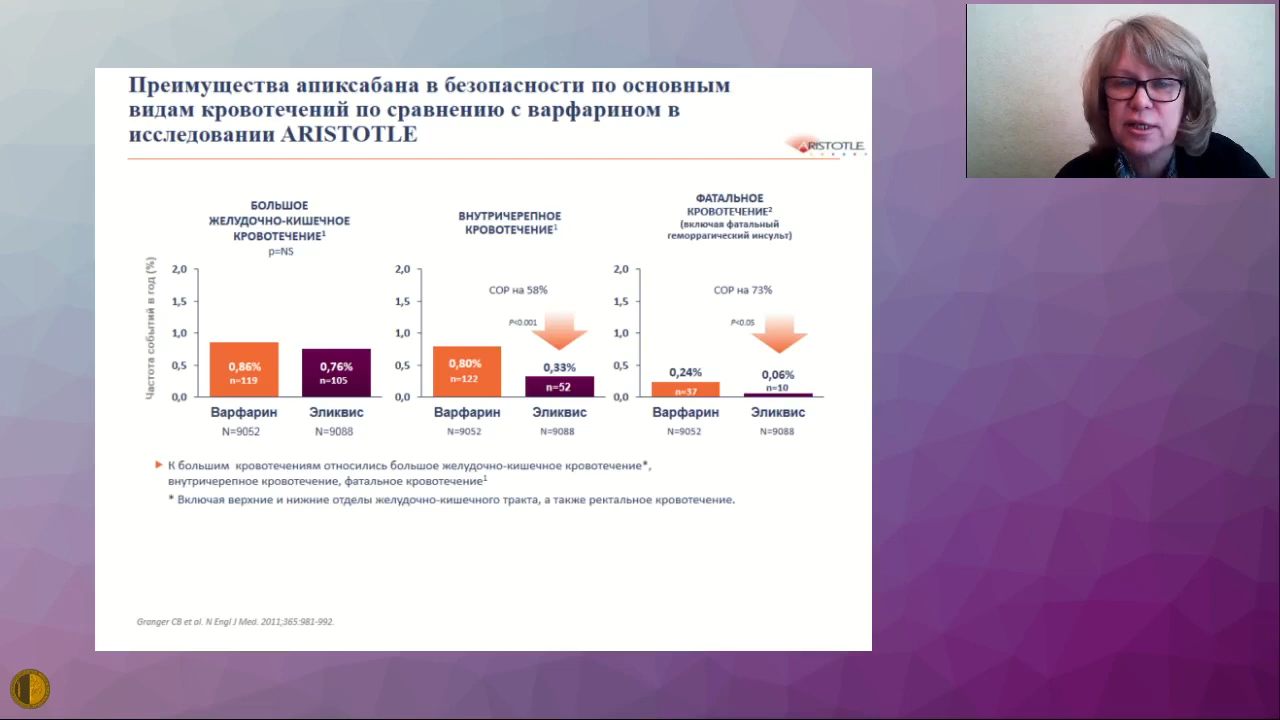 Преимущества апиксабана в безопасности по основным
видам кровотечений по сравнению с варфарином в
исследовании ARISTOTLE
ARISTOTLE
БОЛЬШОЕ
ЖЕЛУДОЧНО-КИШЕЧНОЕ
КРОВОТЕЧЕНИЕ¹
p=NS
Частота событий в год (%)
2,0
1,5
1,0
0,5
0,0
0,86%
n=119
0,76%
n=105
Варфарин
Эликвис
N=9052
N=9088
ВНУТРИЧЕРЕПНОЕ
КРОВОТЕЧЕНИЕ¹
2,0
1,5
1,0
0,5
0,0
СОР на 58%
P<0.001
0,80%
n=122
0,33%
n=52
Варфарин
Эликвис
N=9052
N=9088
ФАТАЛЬНОЕ
КРОВОТЕЧЕНИЕ²
(включая фатальный
геморрагический инсульт)
2,0
1,5
1,0
0,5
0,0
СОР на 73%
P<0.05
0,24%
n=37
0,06%
n=10
Варфарин
Эликвис
N=9052
N=9088
К большим кровотечениям относились большое желудочно-кишечное кровотечение*,
внутричерепное кровотечение, фатальное кровотечение¹
* Включая верхние и нижние отделы желудочно-кишечного тракта, а также ректальное кровотечение.
Granger CB et al. N Engl J Med. 2011;365:981-992.